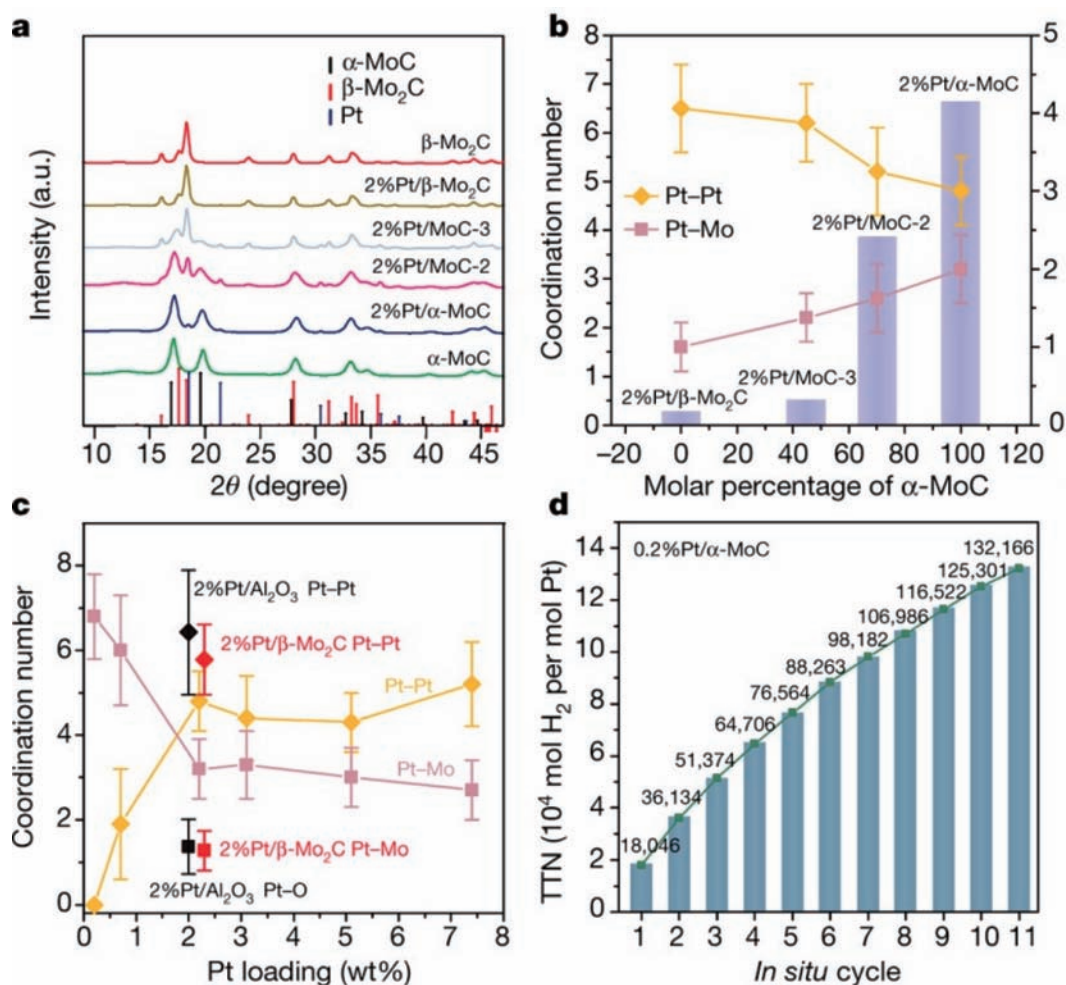 a
α-MoC
β-Mo₂C
Pt
β-Mo₂C
2%Pt/β-Mo₂C
2%Pt/MoC-3
2%Pt/MoC-2
2%Pt/α-MoC
α-MoC
Intensity (a.u.)
10 15 20 25 30 35 40 45
2θ (degree)
b
8
7
6
5
4
3
2
1
0
Coordination number
5
4
3
2
1
0
2%Pt/α-MoC
Pt–Pt
Pt–Mo
2%Pt/MoC-2
2%Pt/MoC-3
2%Pt/β-Mo₂C
−20 0 20 40 60 80 100 120
Molar percentage of α-MoC
c
8
6
4
2
0
Coordination number
2%Pt/Al₂O₃ Pt–Pt
2%Pt/β-Mo₂C Pt–Pt
Pt–Pt
Pt–Mo
2%Pt/β-Mo₂C Pt–Mo
2%Pt/Al₂O₃ Pt–O
0 1 2 3 4 5 6 7 8
Pt loading (wt%)
d
14
12
10
8
6
4
2
0
TTN (10⁴ mol H₂ per mol Pt)
0.2%Pt/α-MoC
132,166
125,301
116,522
106,986
98,182
88,263
76,564
64,706
51,374
36,134
18,046
1 2 3 4 5 6 7 8 9 10 11
In situ cycle